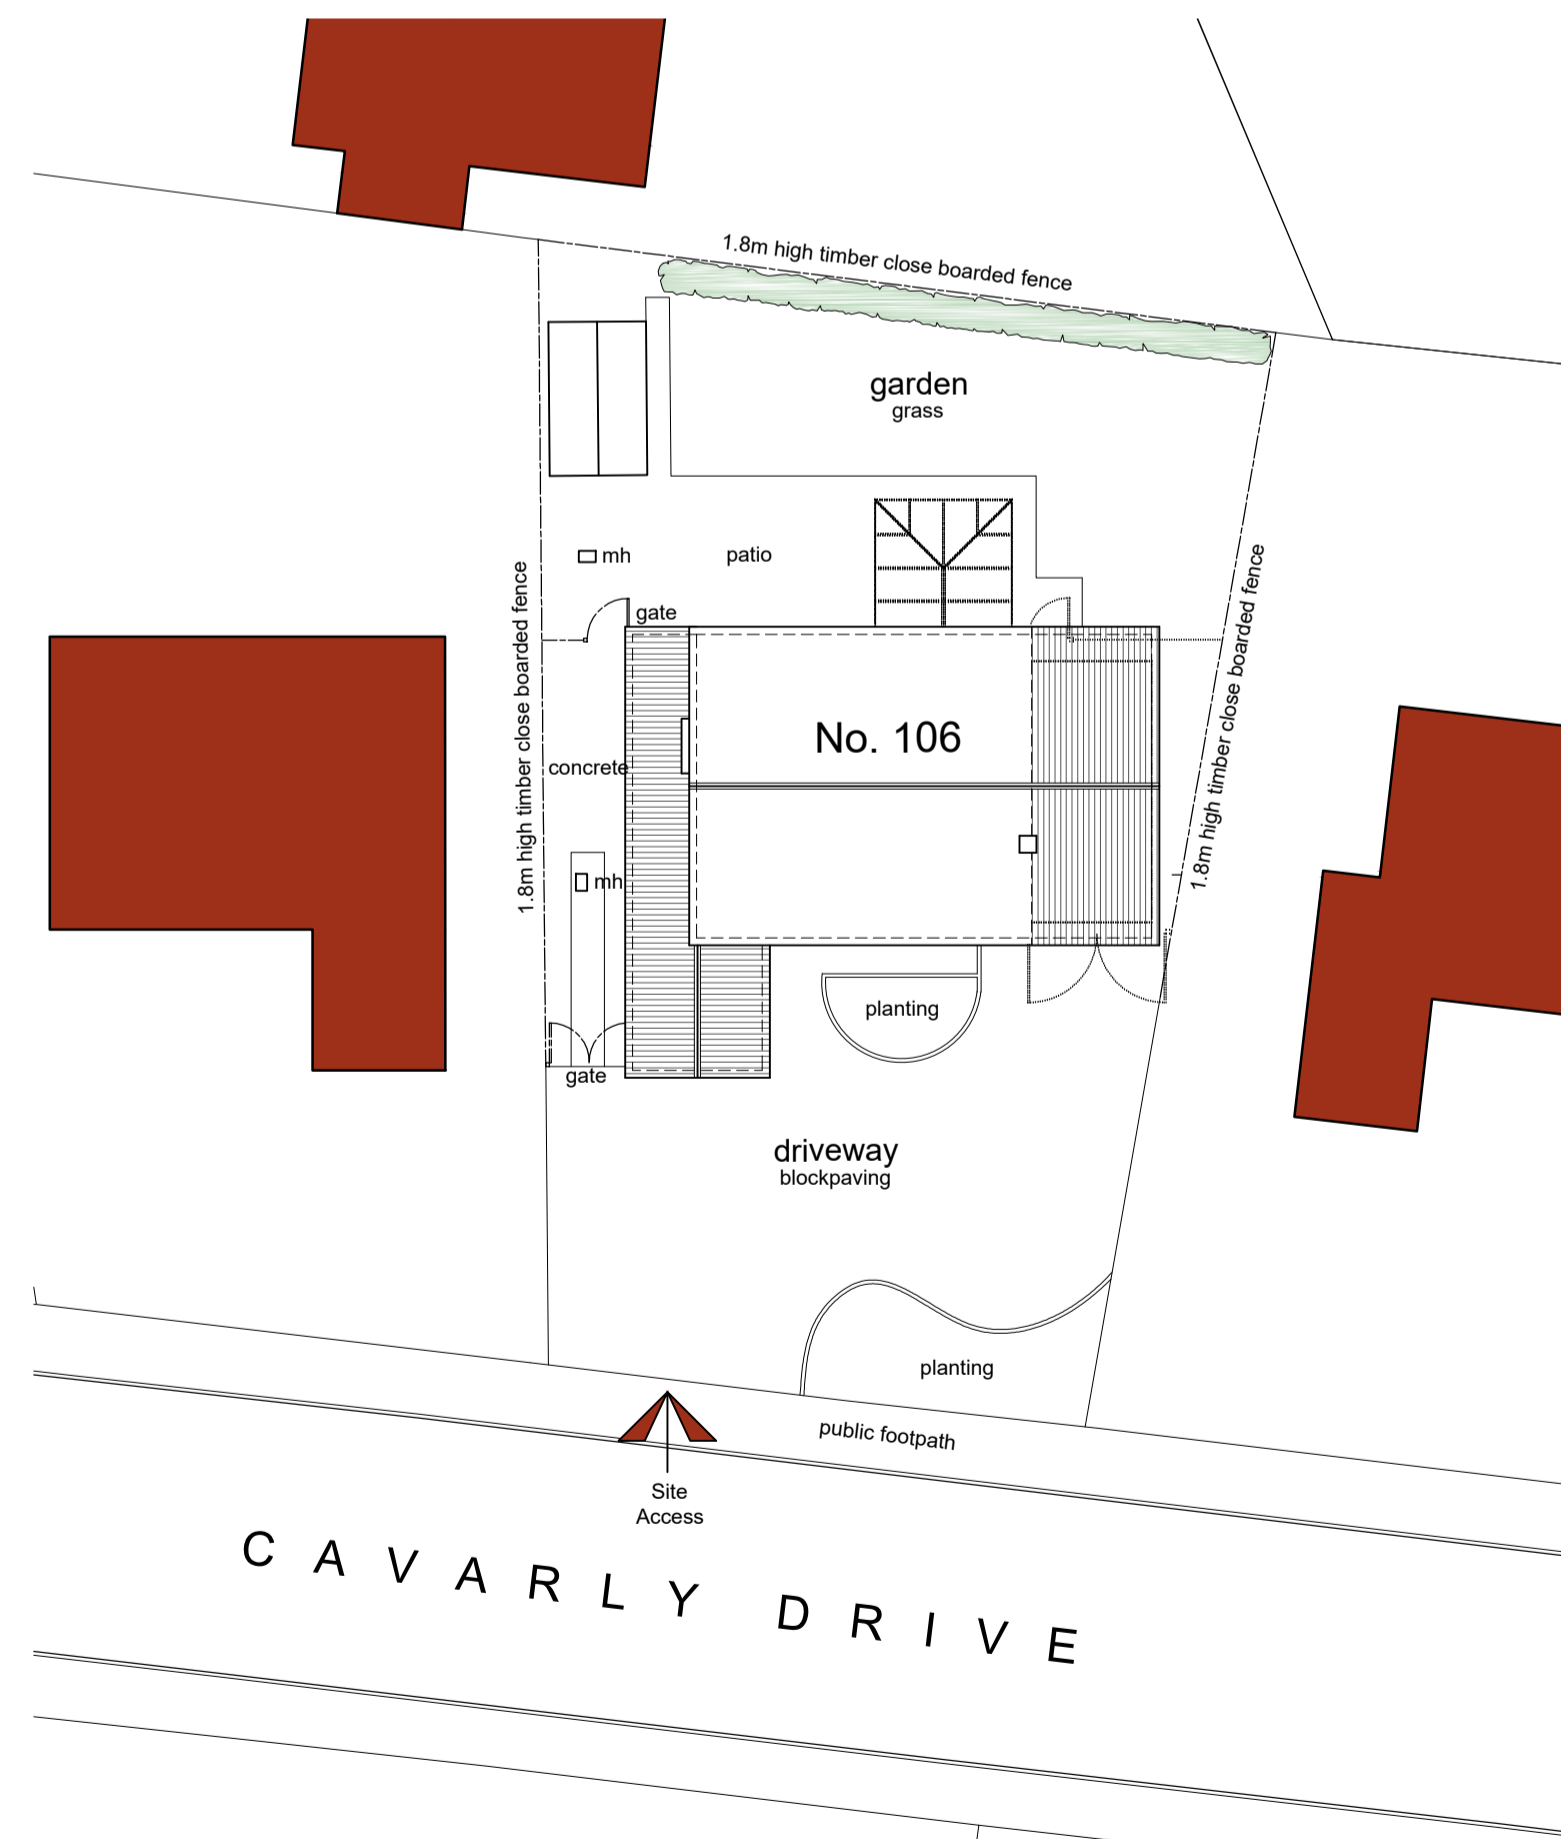 1.8m high timber close boarded fence
garden
grass
mh
patio
gate
1.8m high timber close boarded fence
1.8m high timber close boarded fence
No. 106
concrete
mh
planting
gate
driveway
blockpaving
planting
public footpath
Site
Access
CAVARLY DRIVE